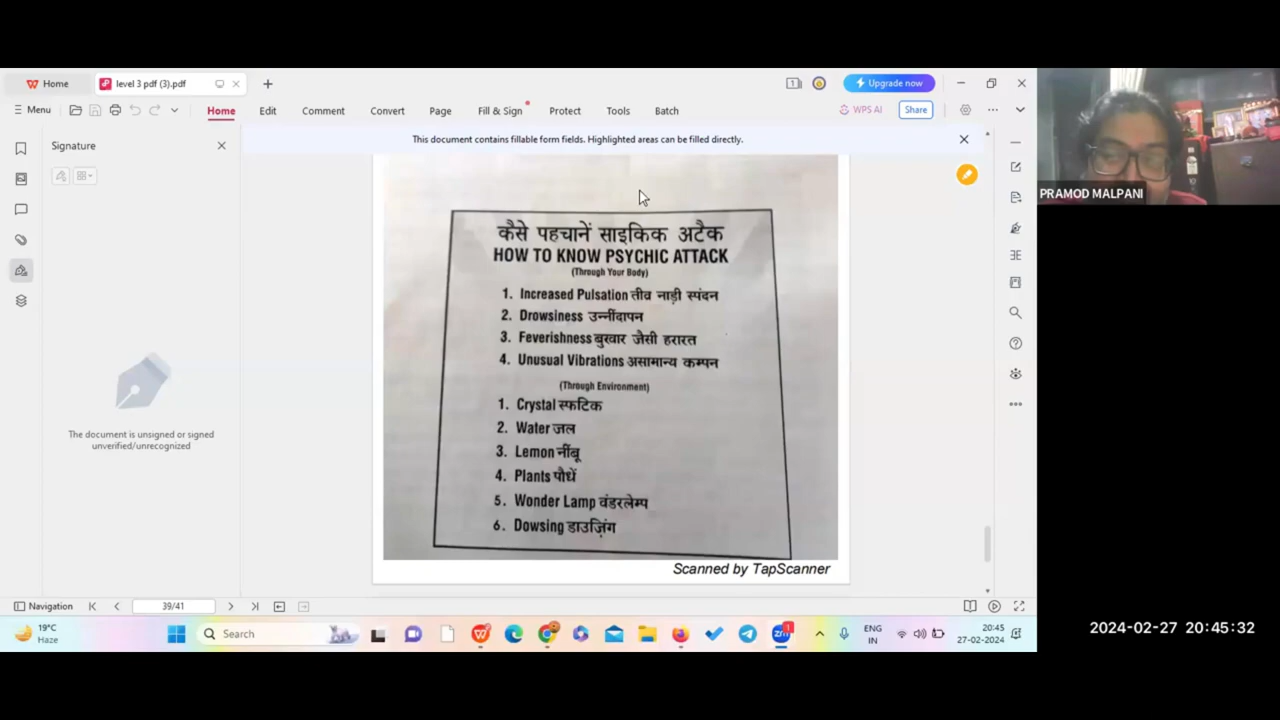 Home
level 3 pdf (3).pdf
Upgrade now
Menu
Home Edit Comment Convert Page Fill & Sign Protect Tools Batch
WPS AI
Share
This document contains fillable form fields. Highlighted areas can be filled directly.
Signature
The document is unsigned or signed
unverified/unrecognized
कैसे पहचानें साइकिक अटैक
HOW TO KNOW PSYCHIC ATTACK
(Through Your Body)
1. Increased Pulsation तीव्र नाड़ी स्पंदन
2. Drowsiness उन्नींदापन
3. Feverishness बुखार जैसी हरारत
4. Unusual Vibrations असामान्य कम्पन
(Through Environment)
1. Crystal स्फटिक
2. Water जल
3. Lemon नींबू
4. Plants पौधें
5. Wonder Lamp वंडरलेम्प
6. Dowsing डाउज़िंग
Scanned by TapScanner
PRAMOD MALPANI
Navigation
39/41
19°C
Haze
Search
ENG
IN
20:45
27-02-2024
2024-02-27 20:45:32